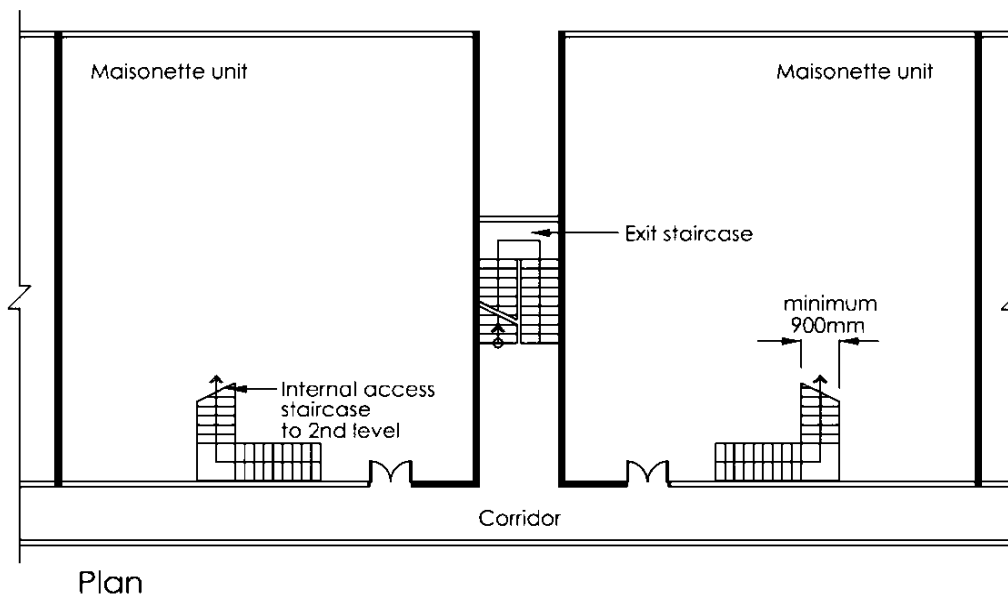 Maisonette unit
Maisonette unit
Exit staircase
minimum
900mm
Internal access
staircase
to 2nd level
Corridor
Plan